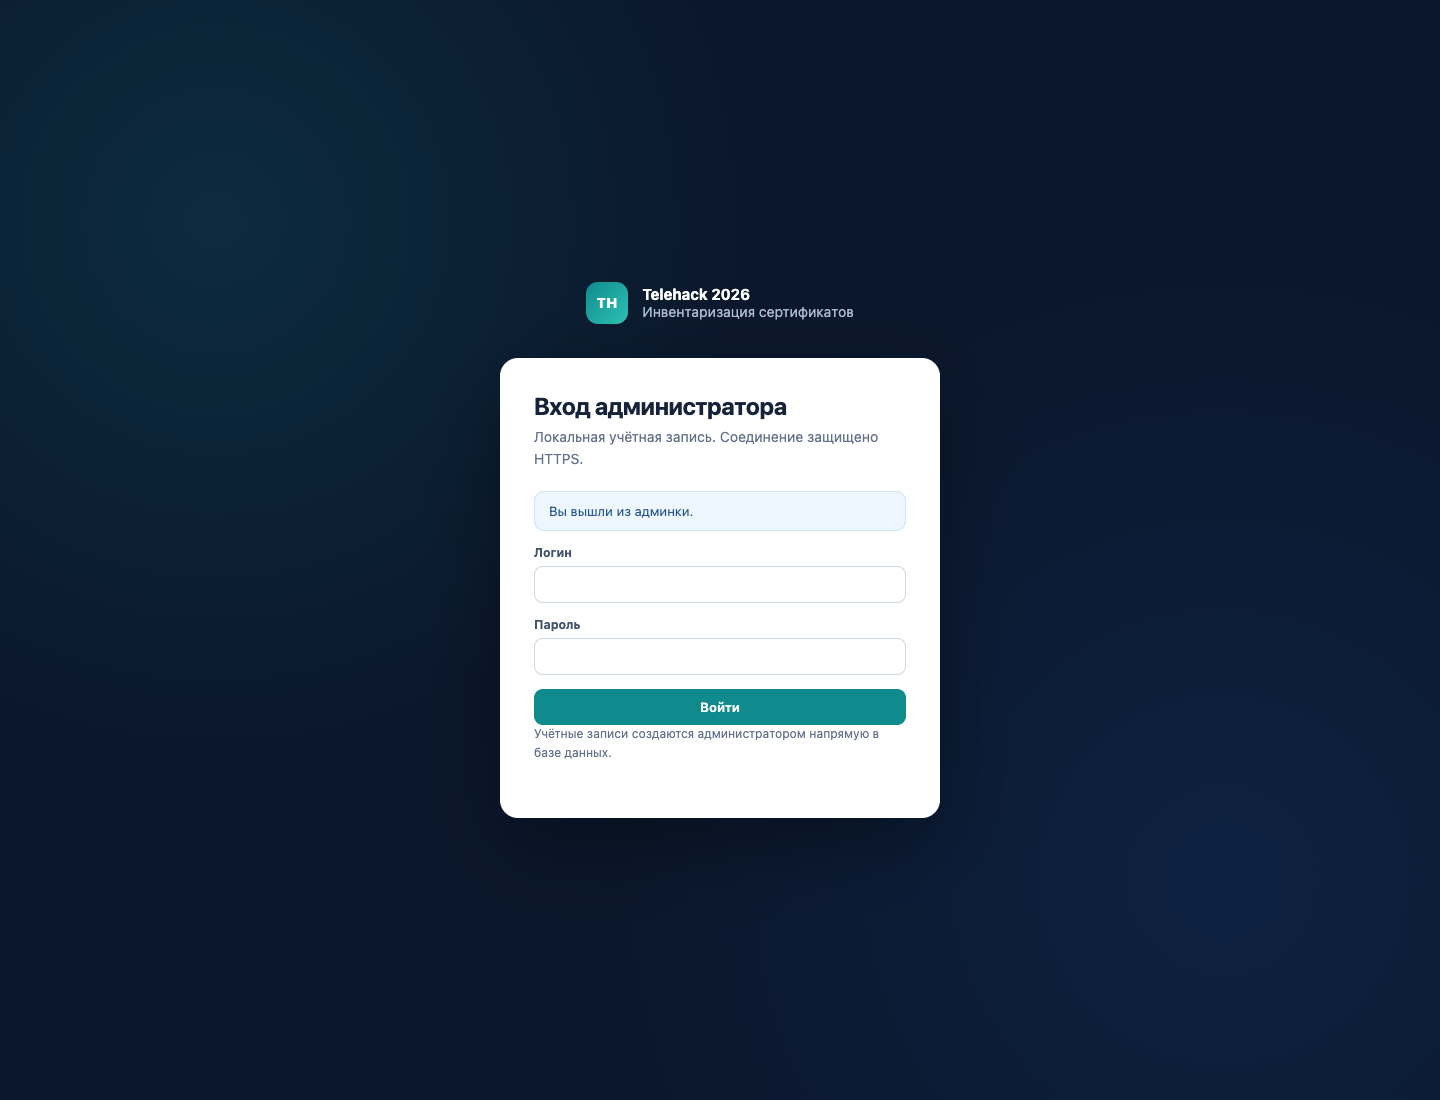 TH
Telehack 2026
Инвентаризация сертификатов
Вход администратора
Локальная учётная запись. Соединение защищено
HTTPS.
Вы вышли из админки.
Логин
Пароль
Войти
Учётные записи создаются администратором напрямую в
базе данных.